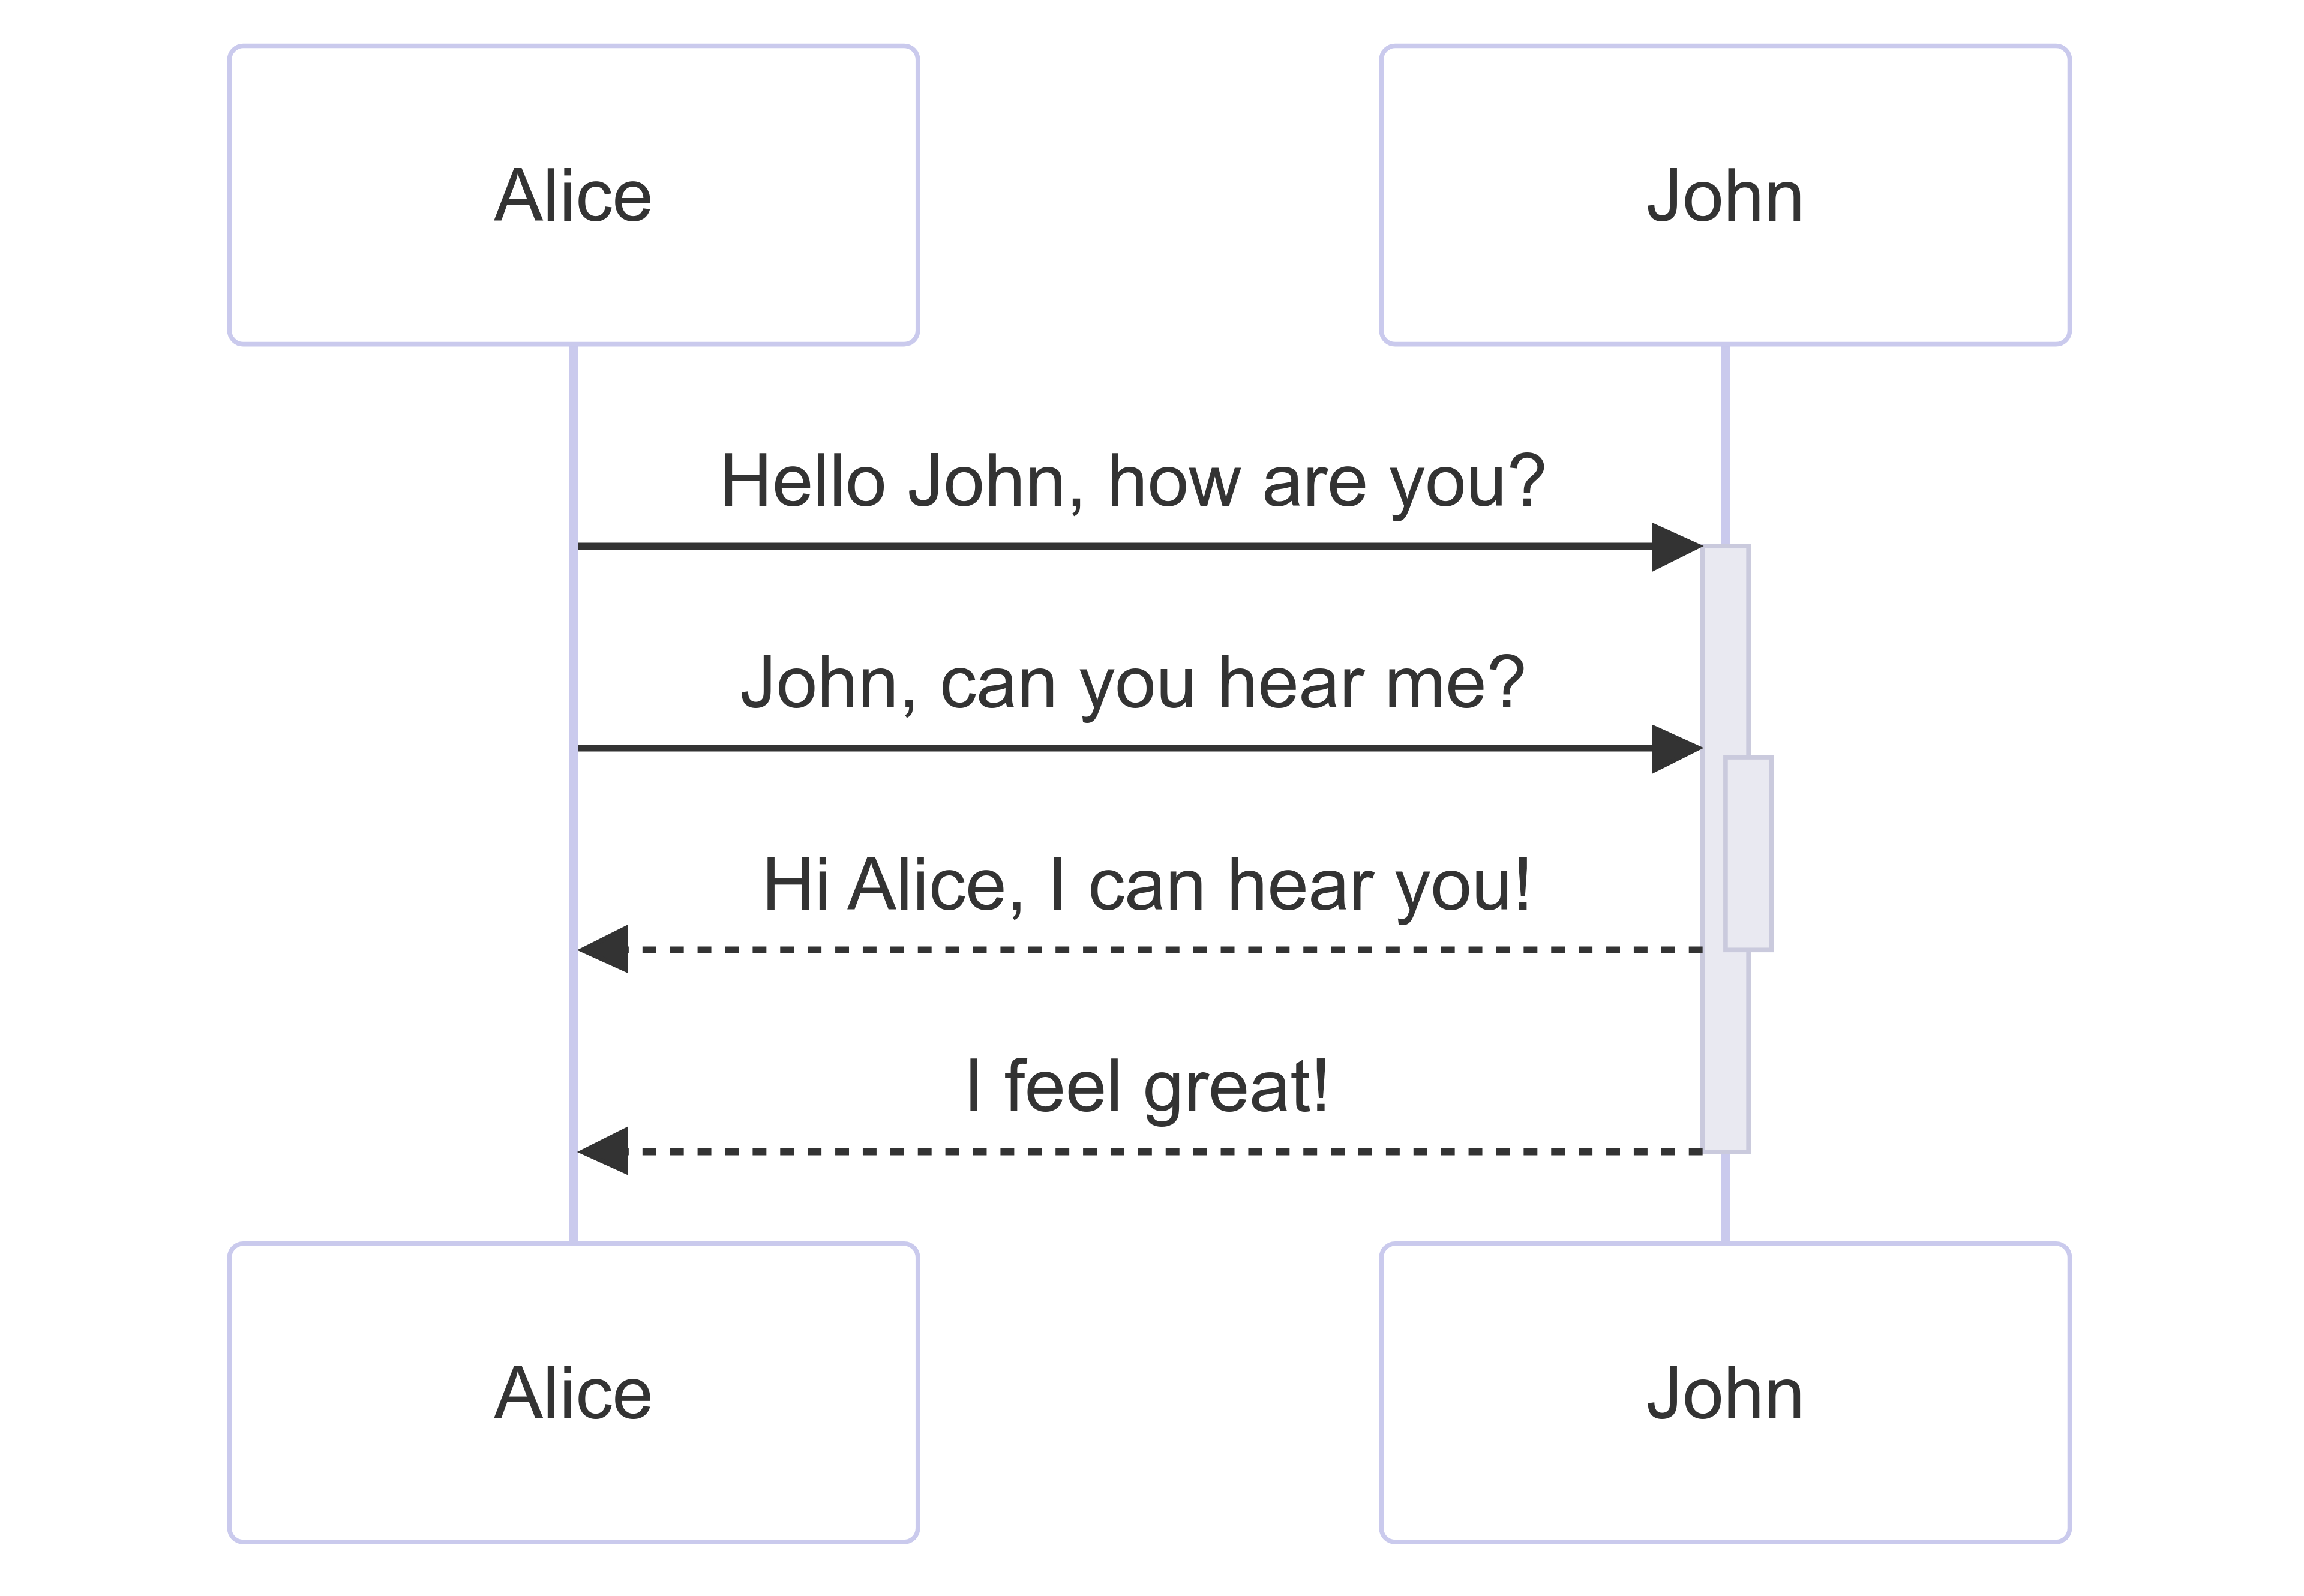 Alice
John
Hello John, how are you?
John, can you hear me?
Hi Alice, I can hear you!
I feel great!
Alice
John